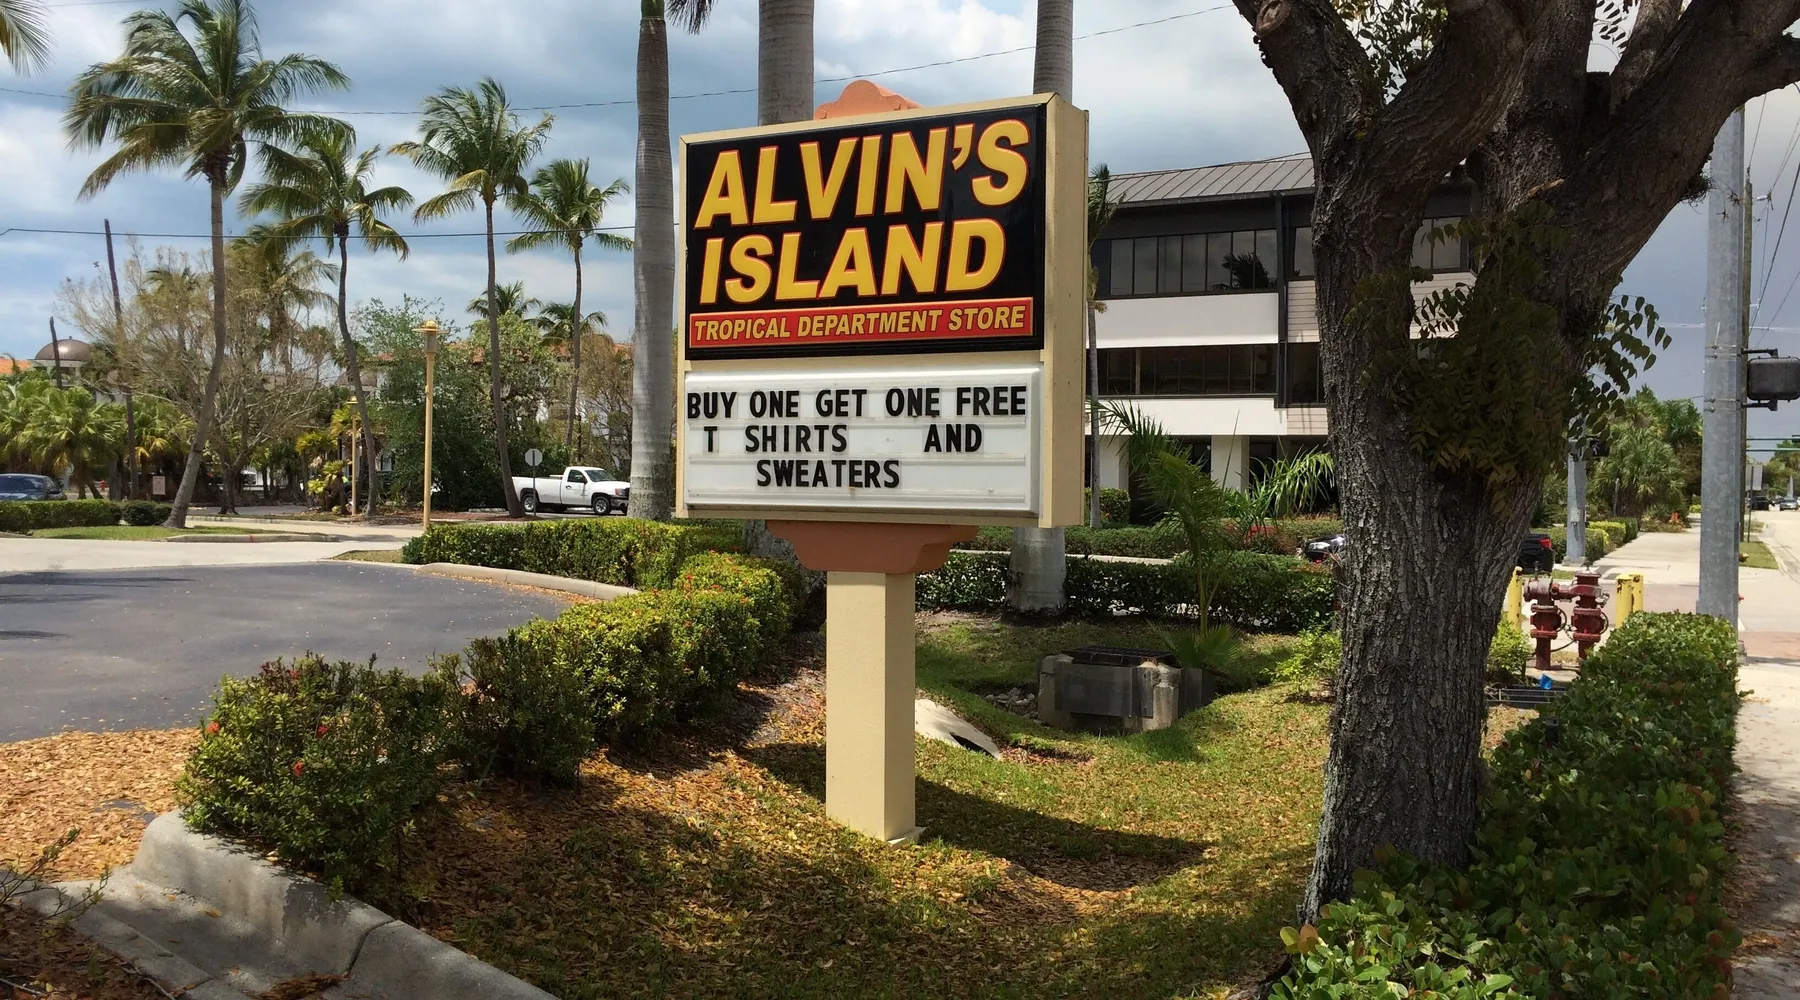 ALVIN'S
ISLAND
TROPICAL DEPARTMENT STORE
BUY ONE GET ONE FREE
T SHIRTS AND
SWEATERS